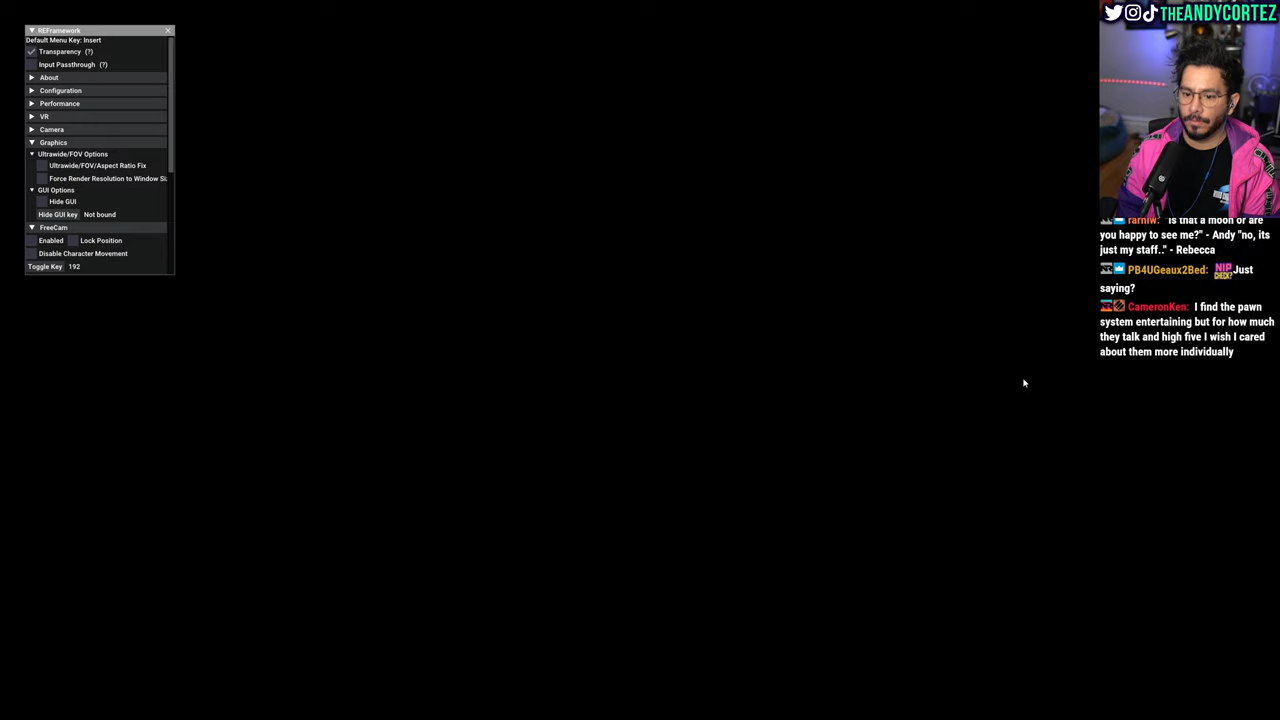 REFramework
Default Menu Key: Insert
Transparency (?)
Input Passthrough (?)
About
Configuration
Performance
VR
Camera
Graphics
Ultrawide/FOV Options
Ultrawide/FOV/Aspect Ratio Fix
Force Render Resolution to Window Si
GUI Options
Hide GUI
Hide GUI key Not bound
FreeCam
Enabled Lock Position
Disable Character Movement
Toggle Key 192
THEANDYCORTEZ
rarniw: "Is that a moon or are
you happy to see me?" - Andy "no, its
just my staff.." - Rebecca
PB4UGeaux2Bed: NIP CHECK? Just
saying?
CameronKen: I find the pawn
system entertaining but for how much
they talk and high five I wish I cared
about them more individually